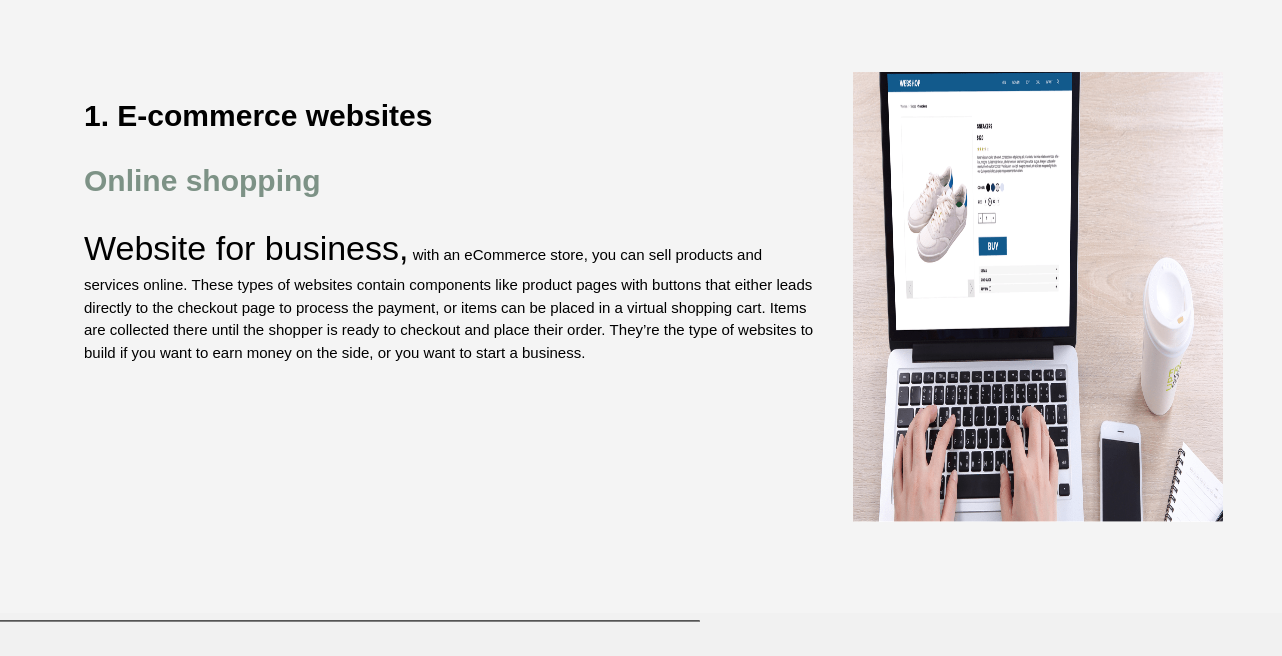 1. E-commerce websites
Online shopping
Website for business, with an eCommerce store, you can sell products and
services online. These types of websites contain components like product pages with buttons that either leads
directly to the checkout page to process the payment, or items can be placed in a virtual shopping cart. Items
are collected there until the shopper is ready to checkout and place their order. They’re the type of websites to
build if you want to earn money on the side, or you want to start a business.
WEBSHOP
SNEAKERS
BUY